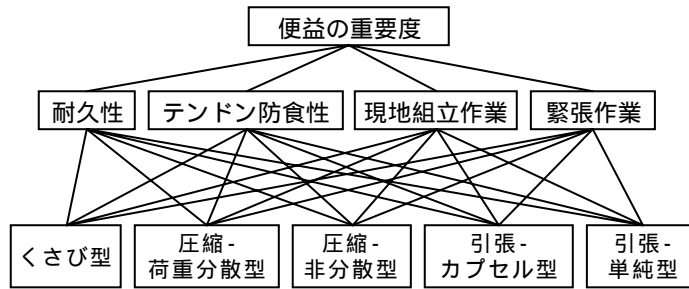 便益の重要度
耐久性
テンドン防食性
現地組立作業
緊張作業
くさび型
圧縮-
荷重分散型
圧縮-
非分散型
引張-
カプセル型
引張-
単純型